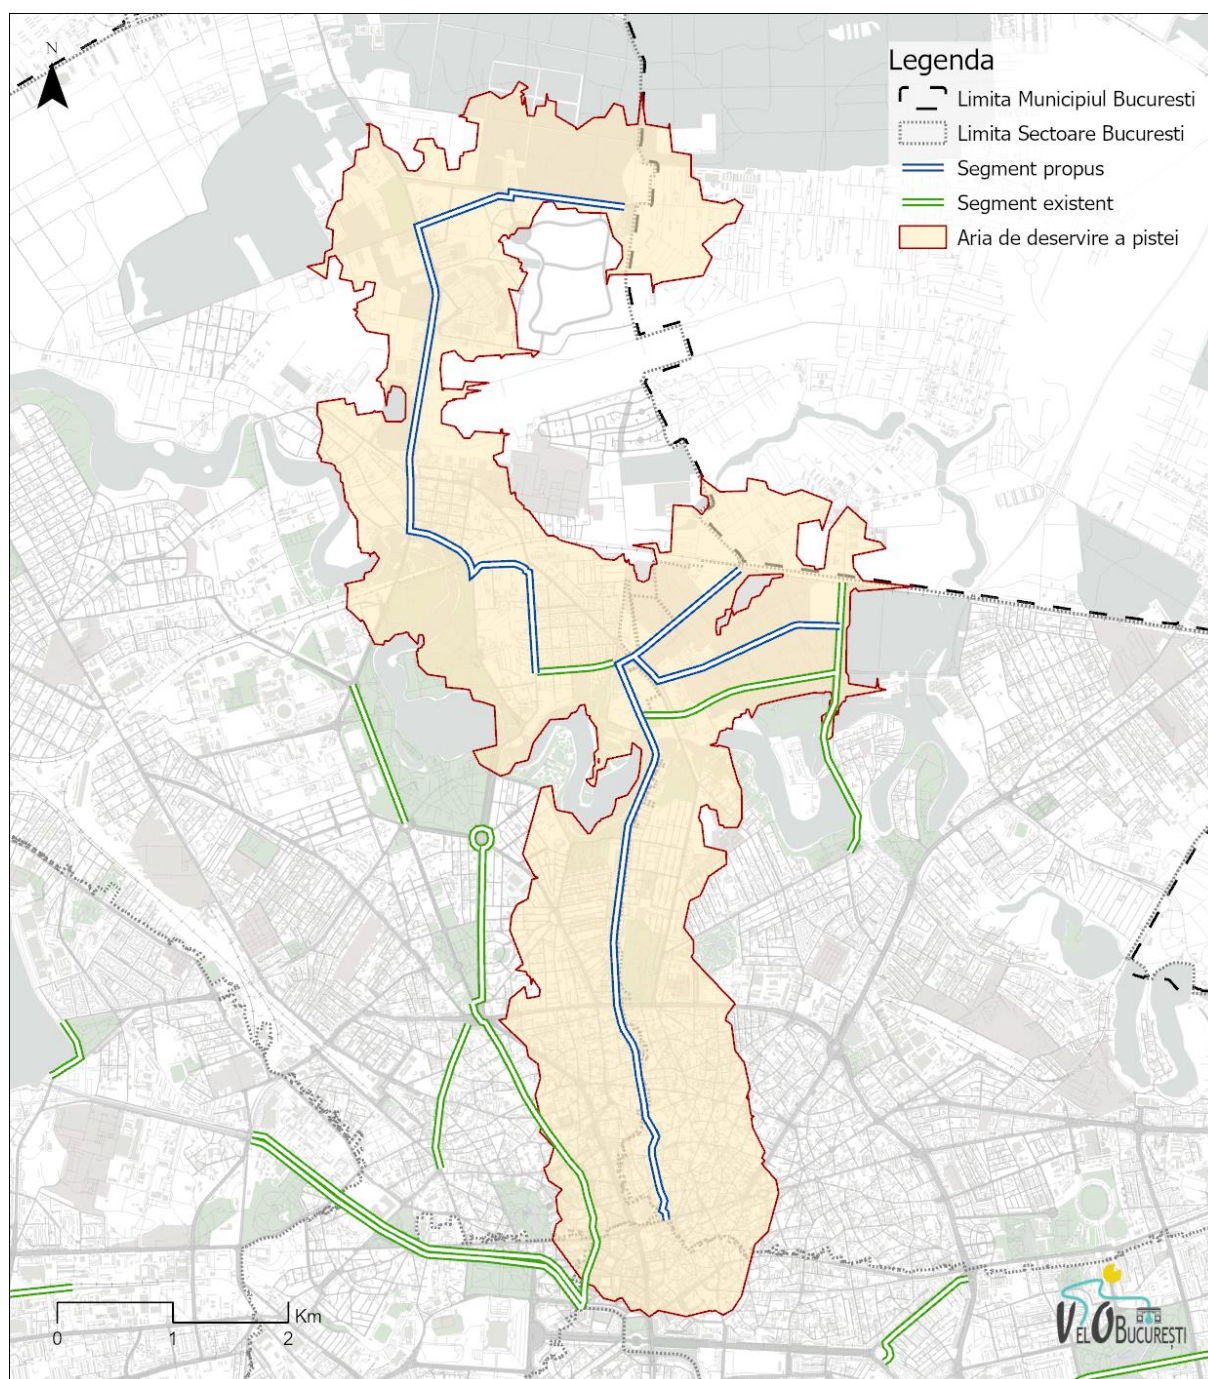 N
Legenda
Limita Municipiul Bucuresti
Limita Sectoare Bucuresti
Segment propus
Segment existent
Aria de deservire a pistei
Km
0 1 2
VELO BUCUREȘTI